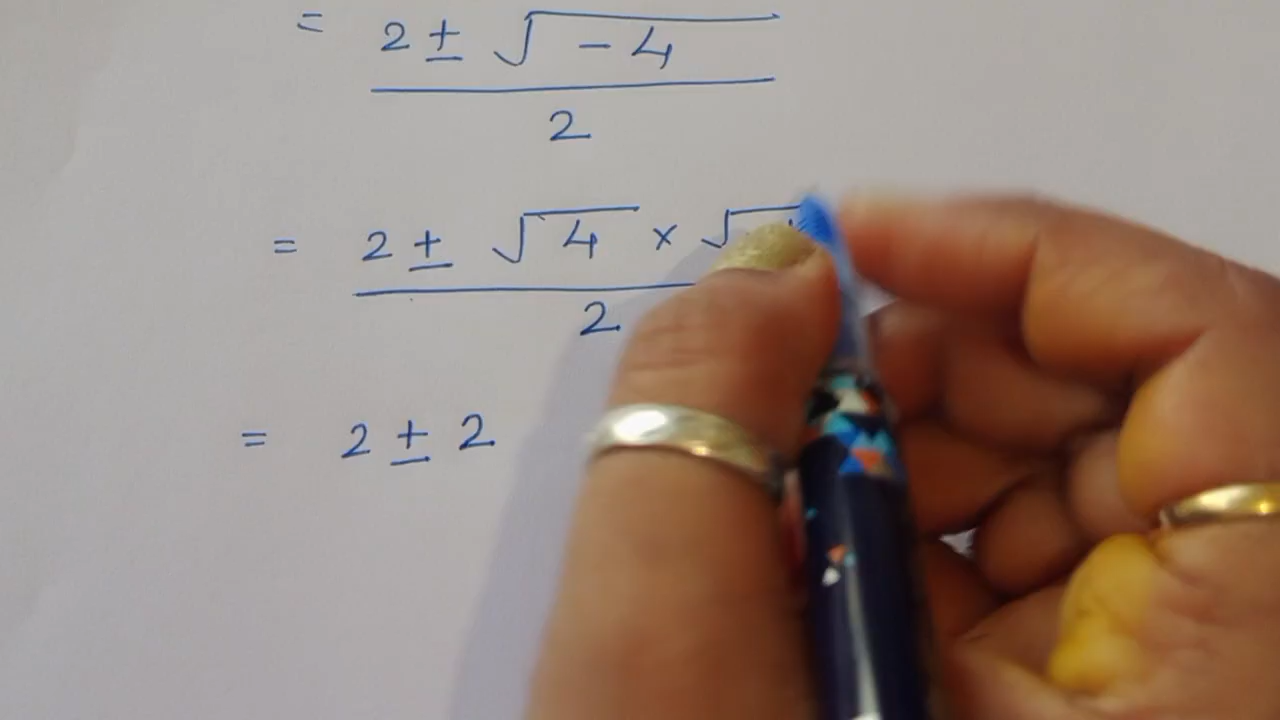 = 2 ± √-4
2
= 2 ± √4 × √
2
= 2 ± 2